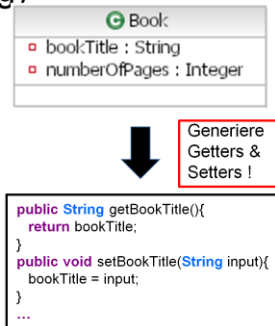 Book
bookTitle : String
numberOfPages : Integer
Generiere
Getters &
Setters !
public String getBookTitle(){
return bookTitle;
}
public void setBookTitle(String input){
bookTitle = input;
}
...